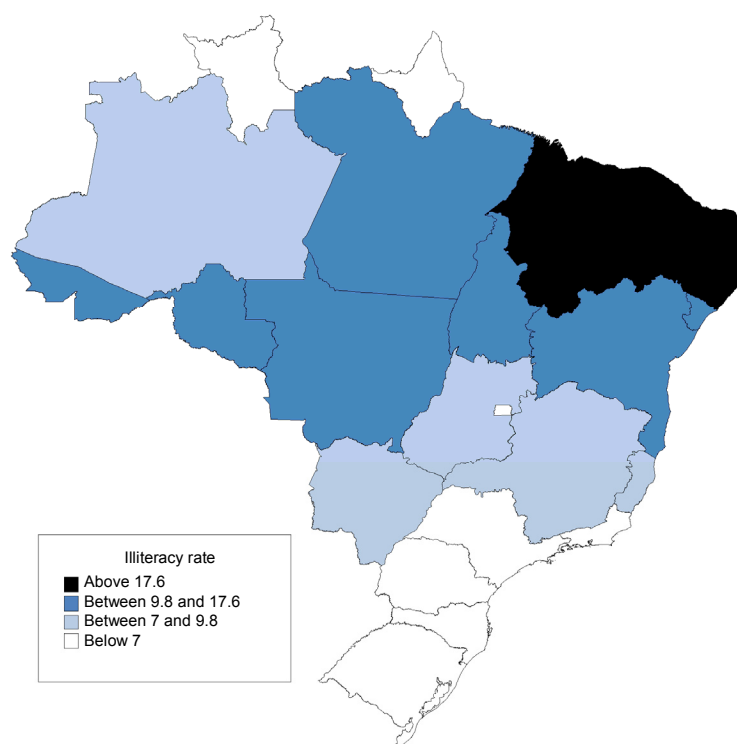 Illiteracy rate
Above 17.6
Between 9.8 and 17.6
Between 7 and 9.8
Below 7